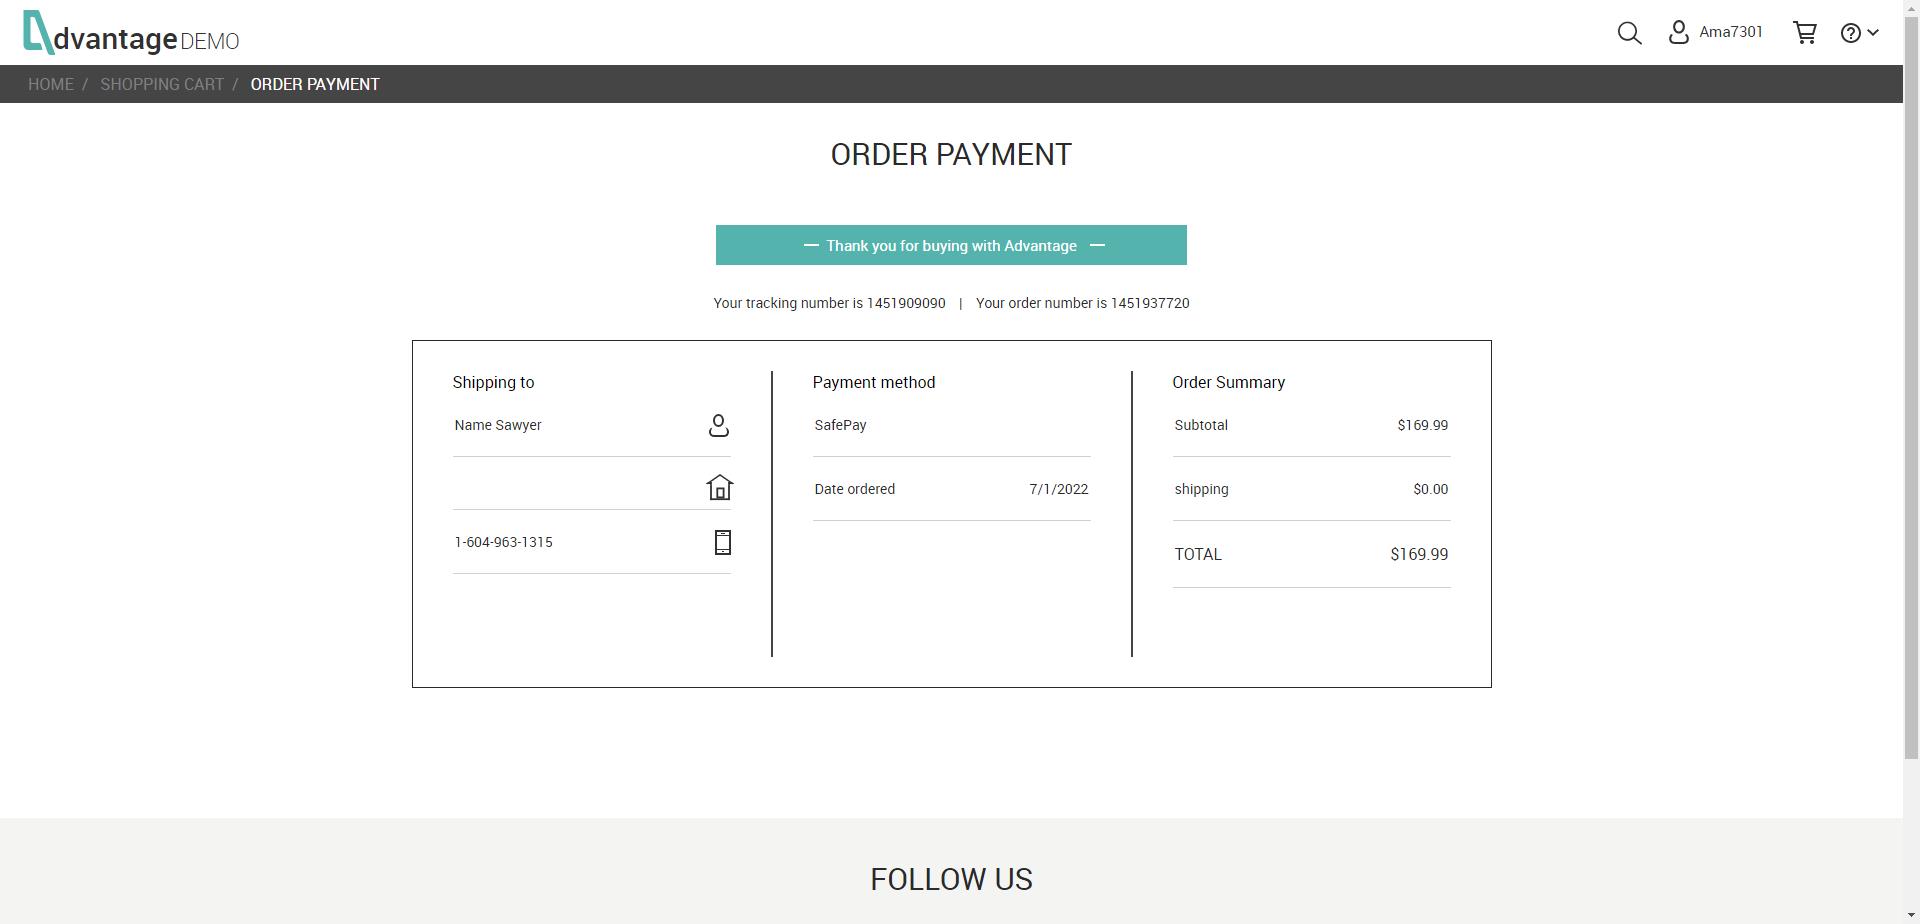 dvantage DEMO
Ama7301
HOME / SHOPPING CART / ORDER PAYMENT
ORDER PAYMENT
— Thank you for buying with Advantage —
Your tracking number is 1451909090 | Your order number is 1451937720
Shipping to
Name Sawyer
1-604-963-1315
Payment method
SafePay
Date ordered 7/1/2022
Order Summary
Subtotal $169.99
shipping $0.00
TOTAL $169.99
FOLLOW US